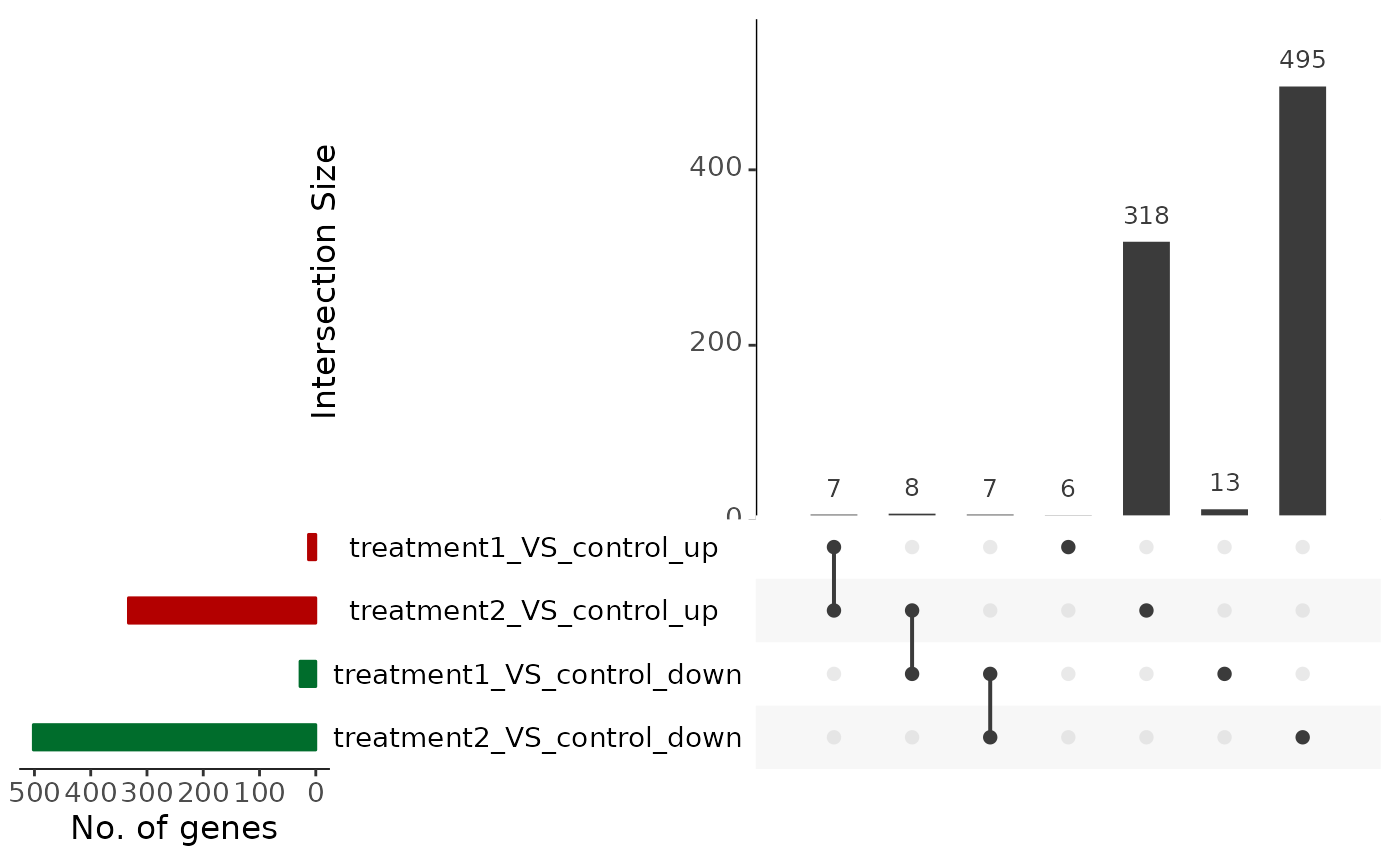 495
400
318
Intersection Size
200
7 8 7 6 13
0
treatment1_VS_control_up
treatment2_VS_control_up
treatment1_VS_control_down
treatment2_VS_control_down
500 400 300 200 100 0
No. of genes